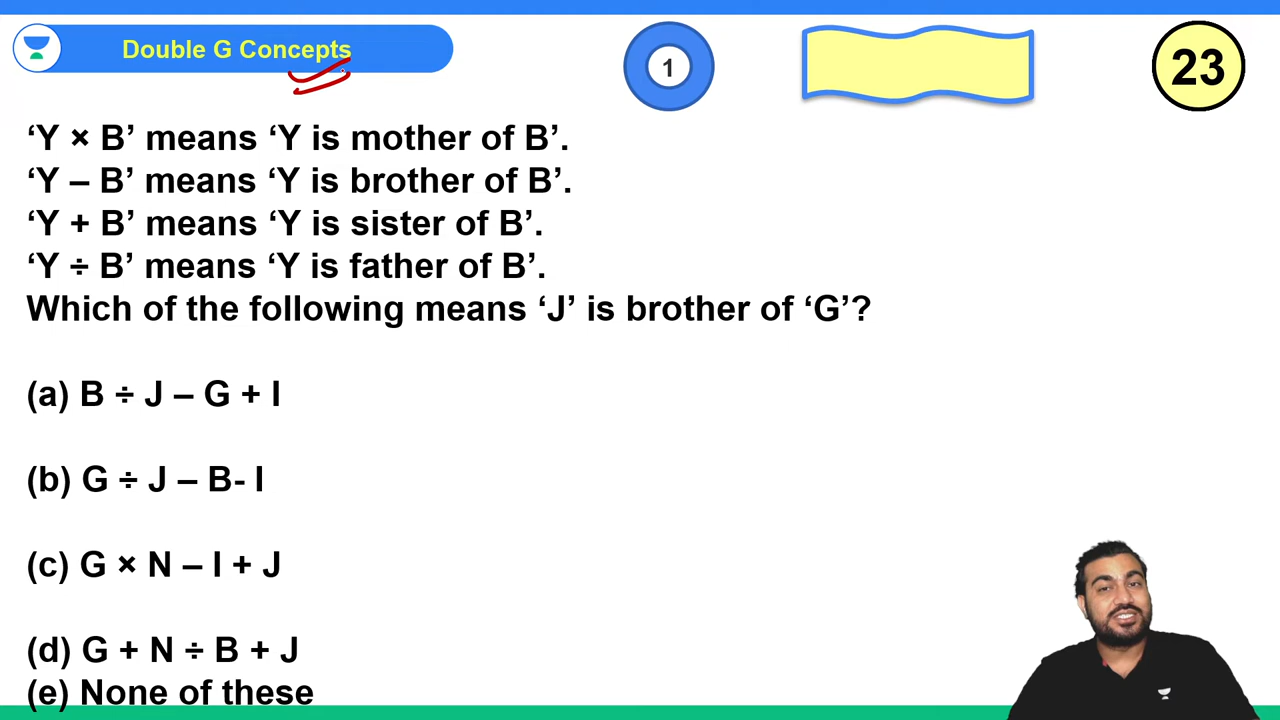 Double G Concepts
1
23
‘Y × B’ means ‘Y is mother of B’.
‘Y – B’ means ‘Y is brother of B’.
‘Y + B’ means ‘Y is sister of B’.
‘Y ÷ B’ means ‘Y is father of B’.
Which of the following means ‘J’ is brother of ‘G’?
(a) B ÷ J – G + I
(b) G ÷ J – B- I
(c) G × N – I + J
(d) G + N ÷ B + J
(e) None of these